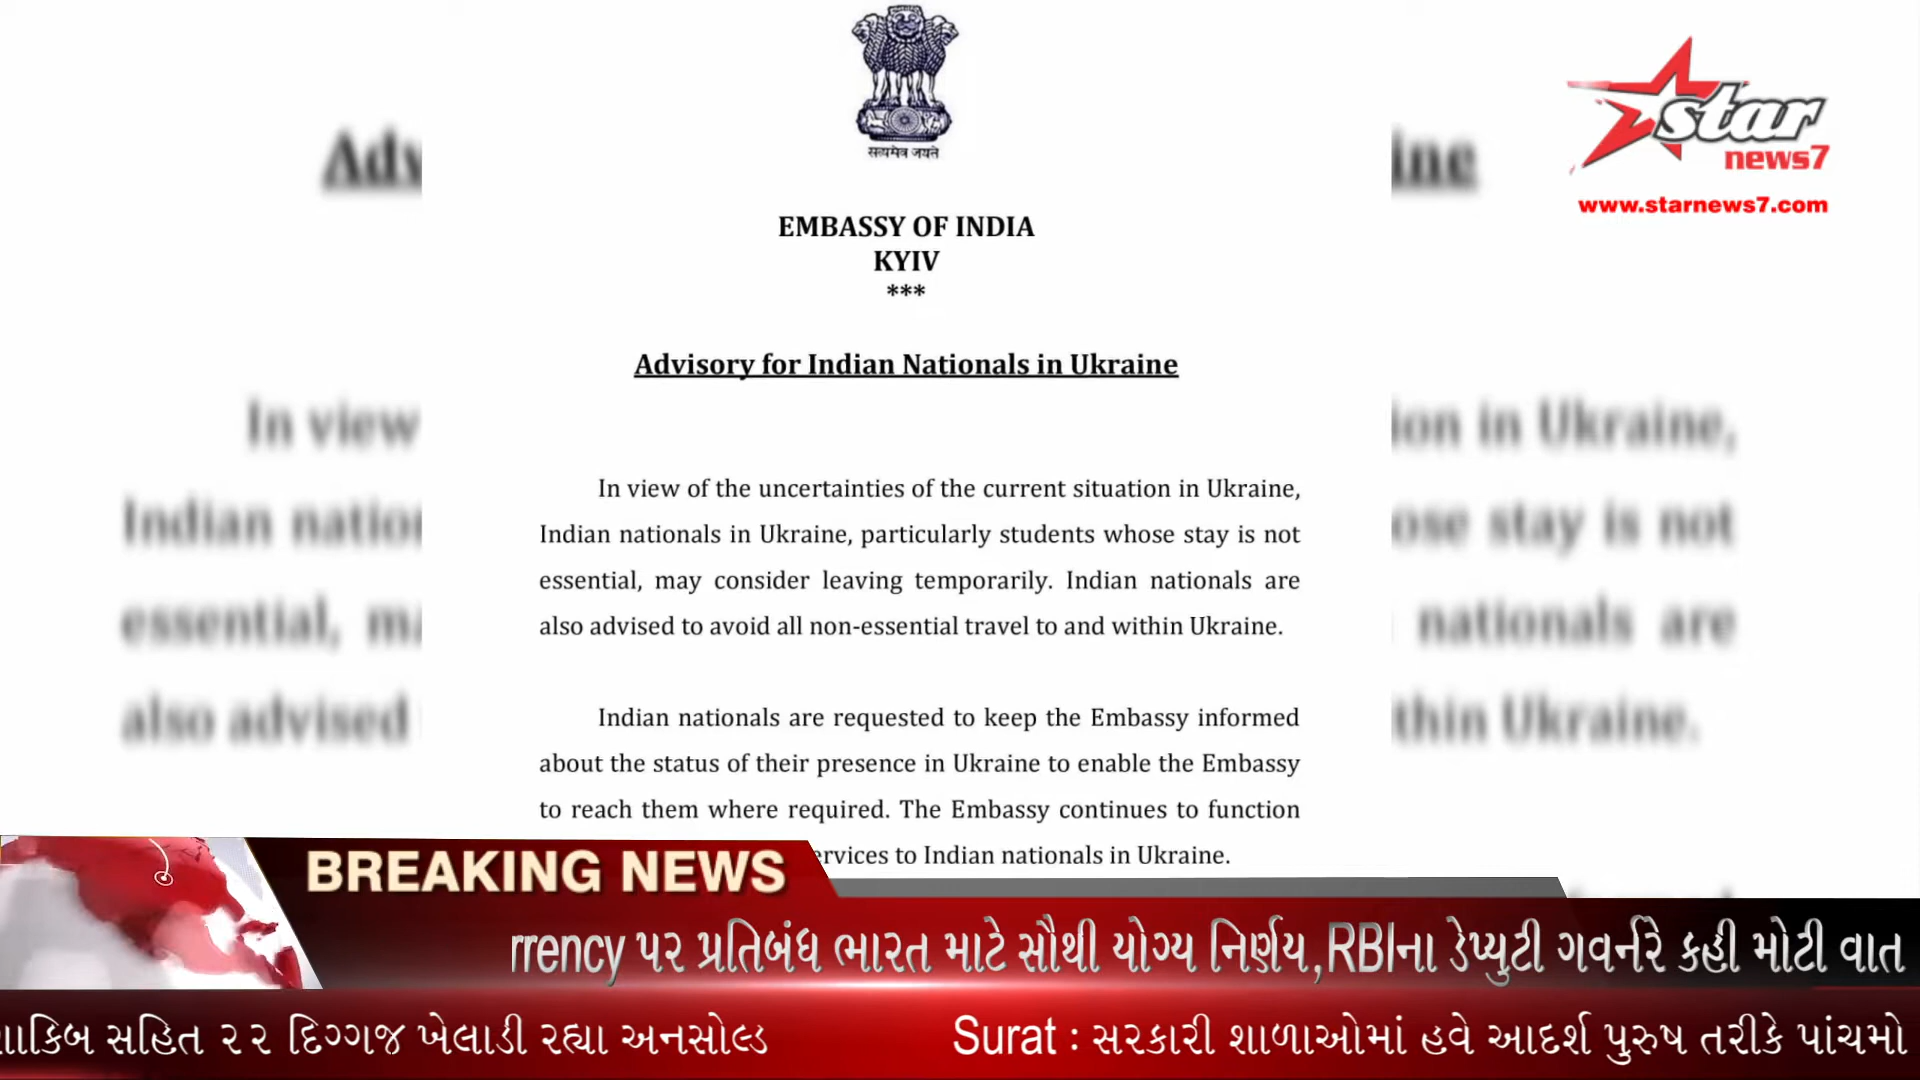 सत्यमेव जयते
EMBASSY OF INDIA
KYIV
***
Advisory for Indian Nationals in Ukraine
In view of the uncertainties of the current situation in Ukraine,
Indian nationals in Ukraine, particularly students whose stay is not
essential, may consider leaving temporarily. Indian nationals are
also advised to avoid all non-essential travel to and within Ukraine.
Indian nationals are requested to keep the Embassy informed
about the status of their presence in Ukraine to enable the Embassy
to reach them where required. The Embassy continues to function
ervices to Indian nationals in Ukraine.
star
news7
www.starnews7.com
BREAKING NEWS
rrency પર પ્રતિબંધ ભારત માટે સૌથી યોગ્ય નિર્ણય,RBIના ડેપ્યુટી ગવર્નરે કહી મોટી વાત
ાકિબ સહિત ૨૨ દિગ્ગજ ખેલાડી રહ્યા અનસોલ્ડ
Surat : સરકારી શાળાઓમાં હવે આદર્શ પુરુષ તરીકે પાંચમો